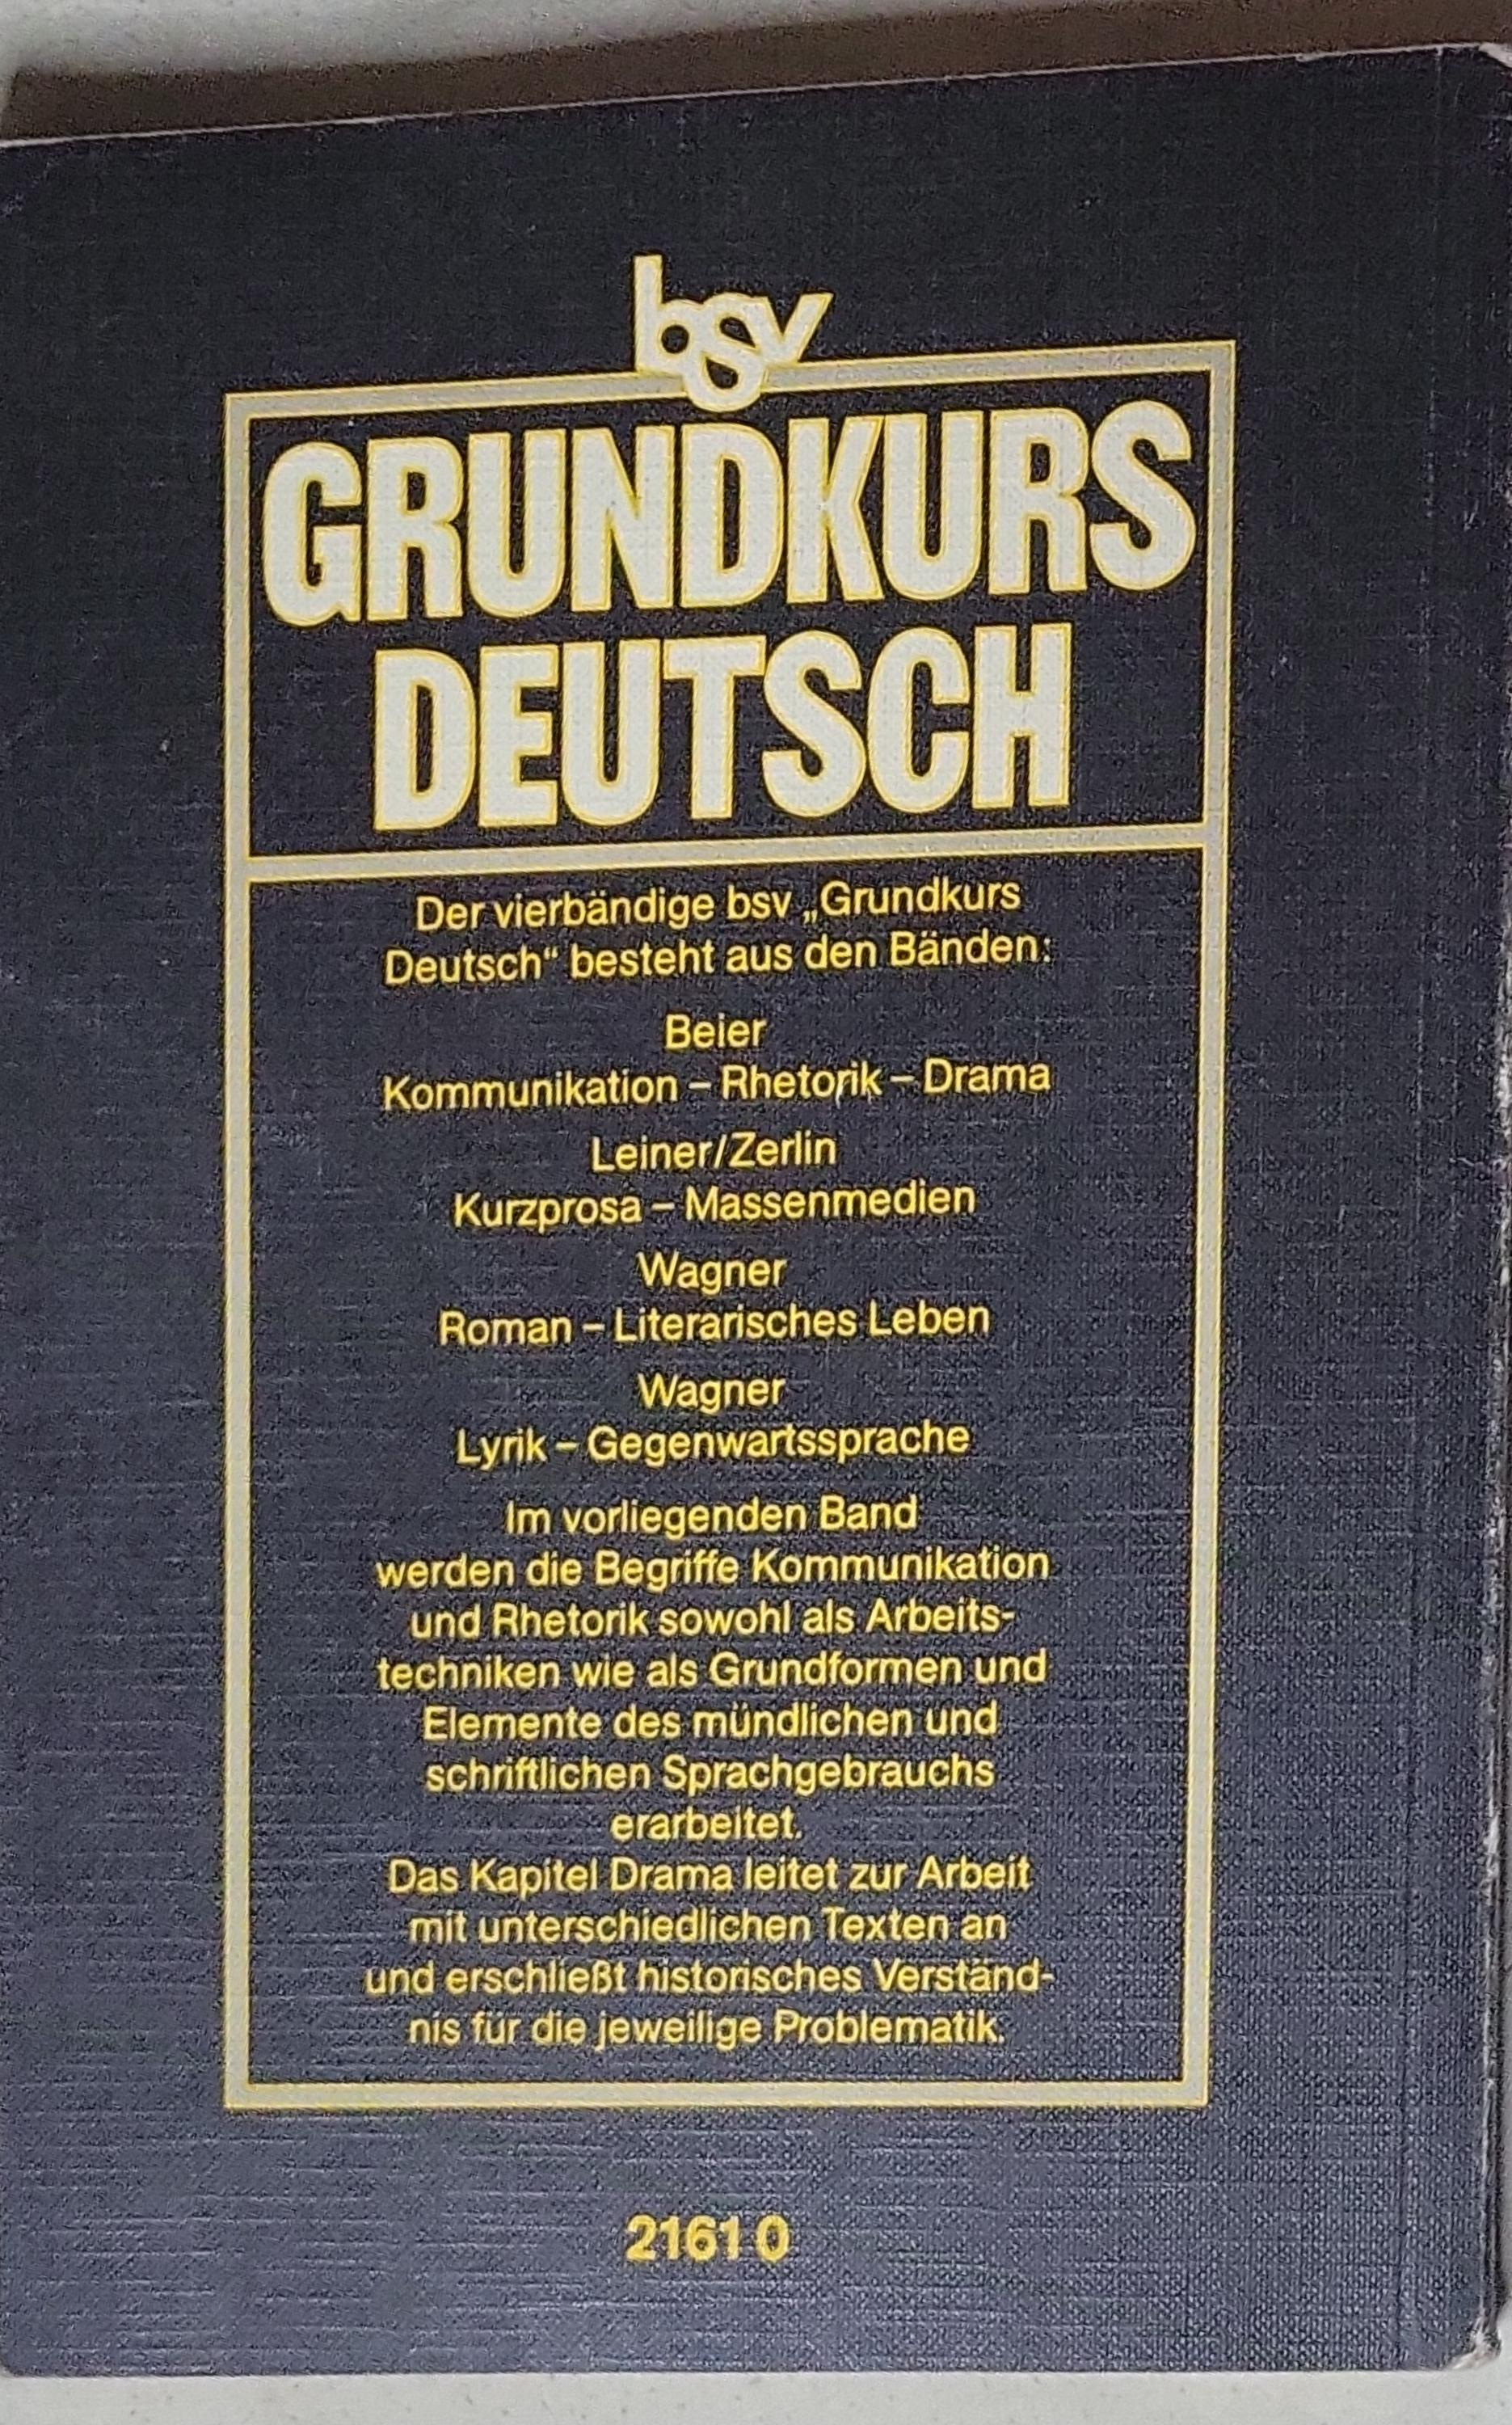 bsv
GRUNDKURS
DEUTSCH
Der vierbändige bsv „Grundkurs
Deutsch“ besteht aus den Bänden:
Beier
Kommunikation – Rhetorik – Drama
Leiner/Zerlin
Kurzprosa – Massenmedien
Wagner
Roman – Literarisches Leben
Wagner
Lyrik – Gegenwartssprache
Im vorliegenden Band
werden die Begriffe Kommunikation
und Rhetorik sowohl als Arbeits-
techniken wie als Grundformen und
Elemente des mündlichen und
schriftlichen Sprachgebrauchs
erarbeitet.
Das Kapitel Drama leitet zur Arbeit
mit unterschiedlichen Texten an
und erschließt historisches Verständ-
nis für die jeweilige Problematik.
2161 0